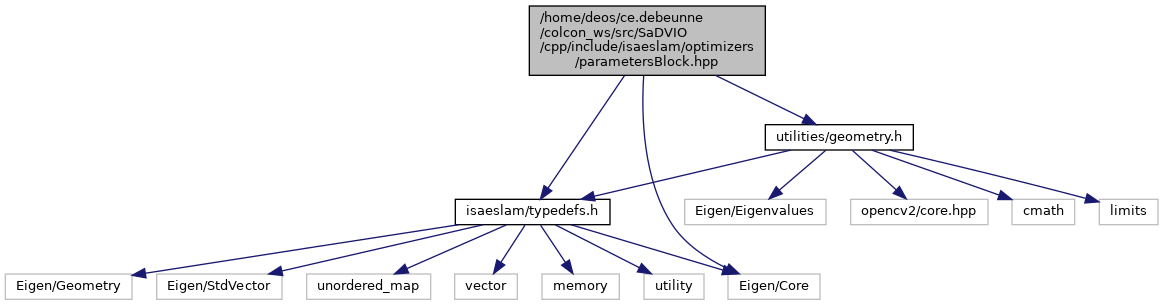 /home/deos/ce.debeunne
/colcon_ws/src/SaDVIO
/cpp/include/isaeslam/optimizers
/parametersBlock.hpp
utilities/geometry.h
isaeslam/typedefs.h
Eigen/Eigenvalues
opencv2/core.hpp
cmath
limits
Eigen/Geometry
Eigen/StdVector
unordered_map
vector
memory
utility
Eigen/Core